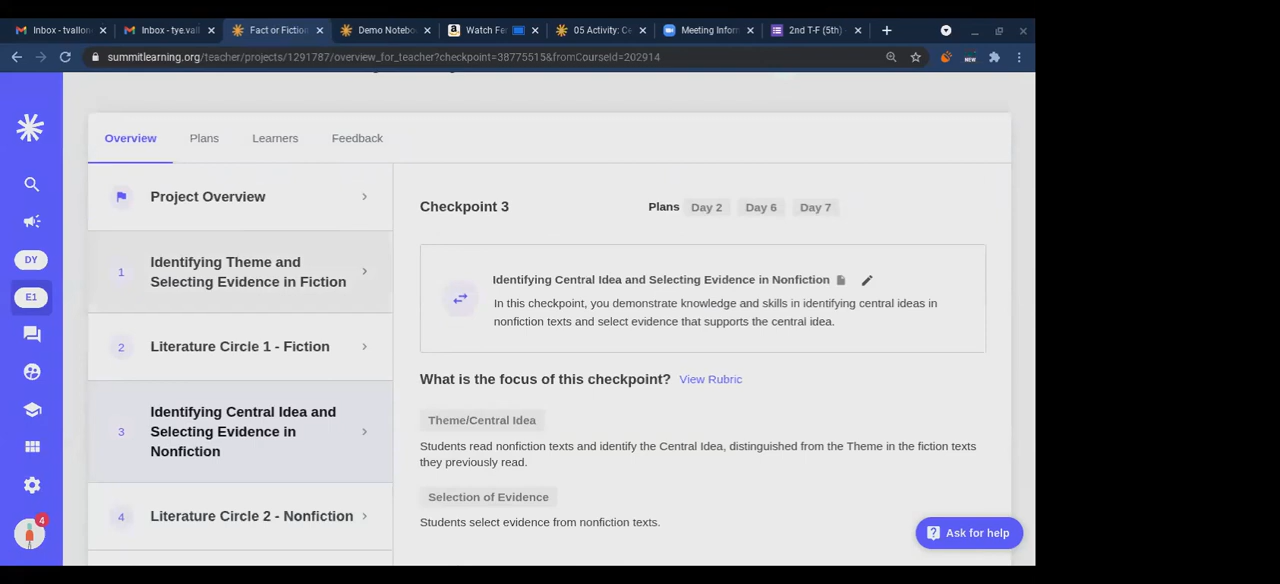 Inbox - tvallon
Inbox - tye.val
Fact or Fiction
Demo Notebo
Watch Fe
05 Activity: C
Meeting Infor
2nd T-F (5th)
summitlearning.org/teacher/projects/1291787/overview_for_teacher?checkpoint=38775515&fromCourseId=202914
NEW
DY
E1
4
Overview
Plans
Learners
Feedback
Project Overview
1
Identifying Theme and
Selecting Evidence in Fiction
2
Literature Circle 1 - Fiction
3
Identifying Central Idea and
Selecting Evidence in
Nonfiction
4
Literature Circle 2 - Nonfiction
Checkpoint 3
Plans Day 2 Day 6 Day 7
Identifying Central Idea and Selecting Evidence in Nonfiction
In this checkpoint, you demonstrate knowledge and skills in identifying central ideas in
nonfiction texts and select evidence that supports the central idea.
What is the focus of this checkpoint? View Rubric
Theme/Central Idea
Students read nonfiction texts and identify the Central Idea, distinguished from the Theme in the fiction texts
they previously read.
Selection of Evidence
Students select evidence from nonfiction texts.
Ask for help